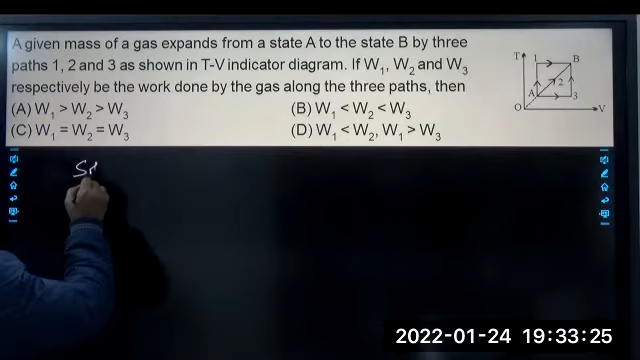 A given mass of a gas expands from a state A to the state B by three
paths 1, 2 and 3 as shown in T-V indicator diagram. If W₁, W₂ and W₃
respectively be the work done by the gas along the three paths, then
(A) W₁ > W₂ > W₃ (B) W₁ < W₂ < W₃
(C) W₁ = W₂ = W₃ (D) W₁ < W₂, W₁ > W₃
T 1 B
2
A 3
O V
2022-01-24 19:33:25